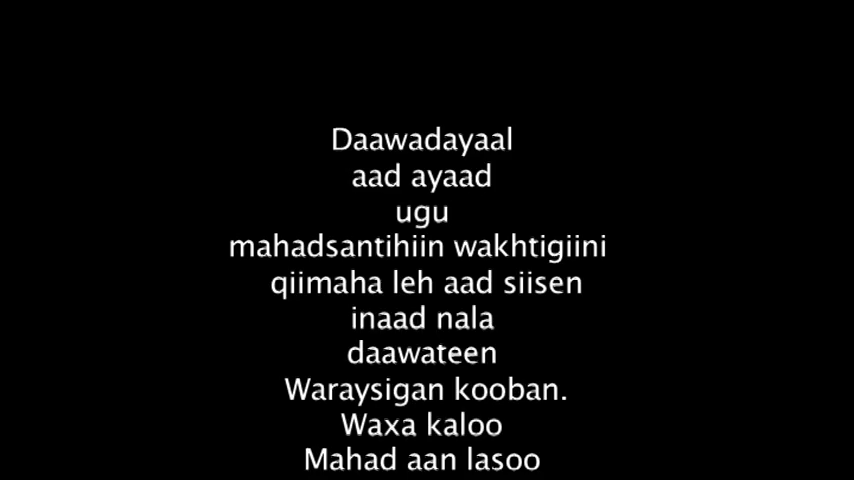 Daawadayaal
aad ayaad
ugu
mahadsantihiin wakhtigiini
qiimaha leh aad siisen
inaad nala
daawateen
Waraysigan kooban.
Waxa kaloo
Mahad aan lasoo